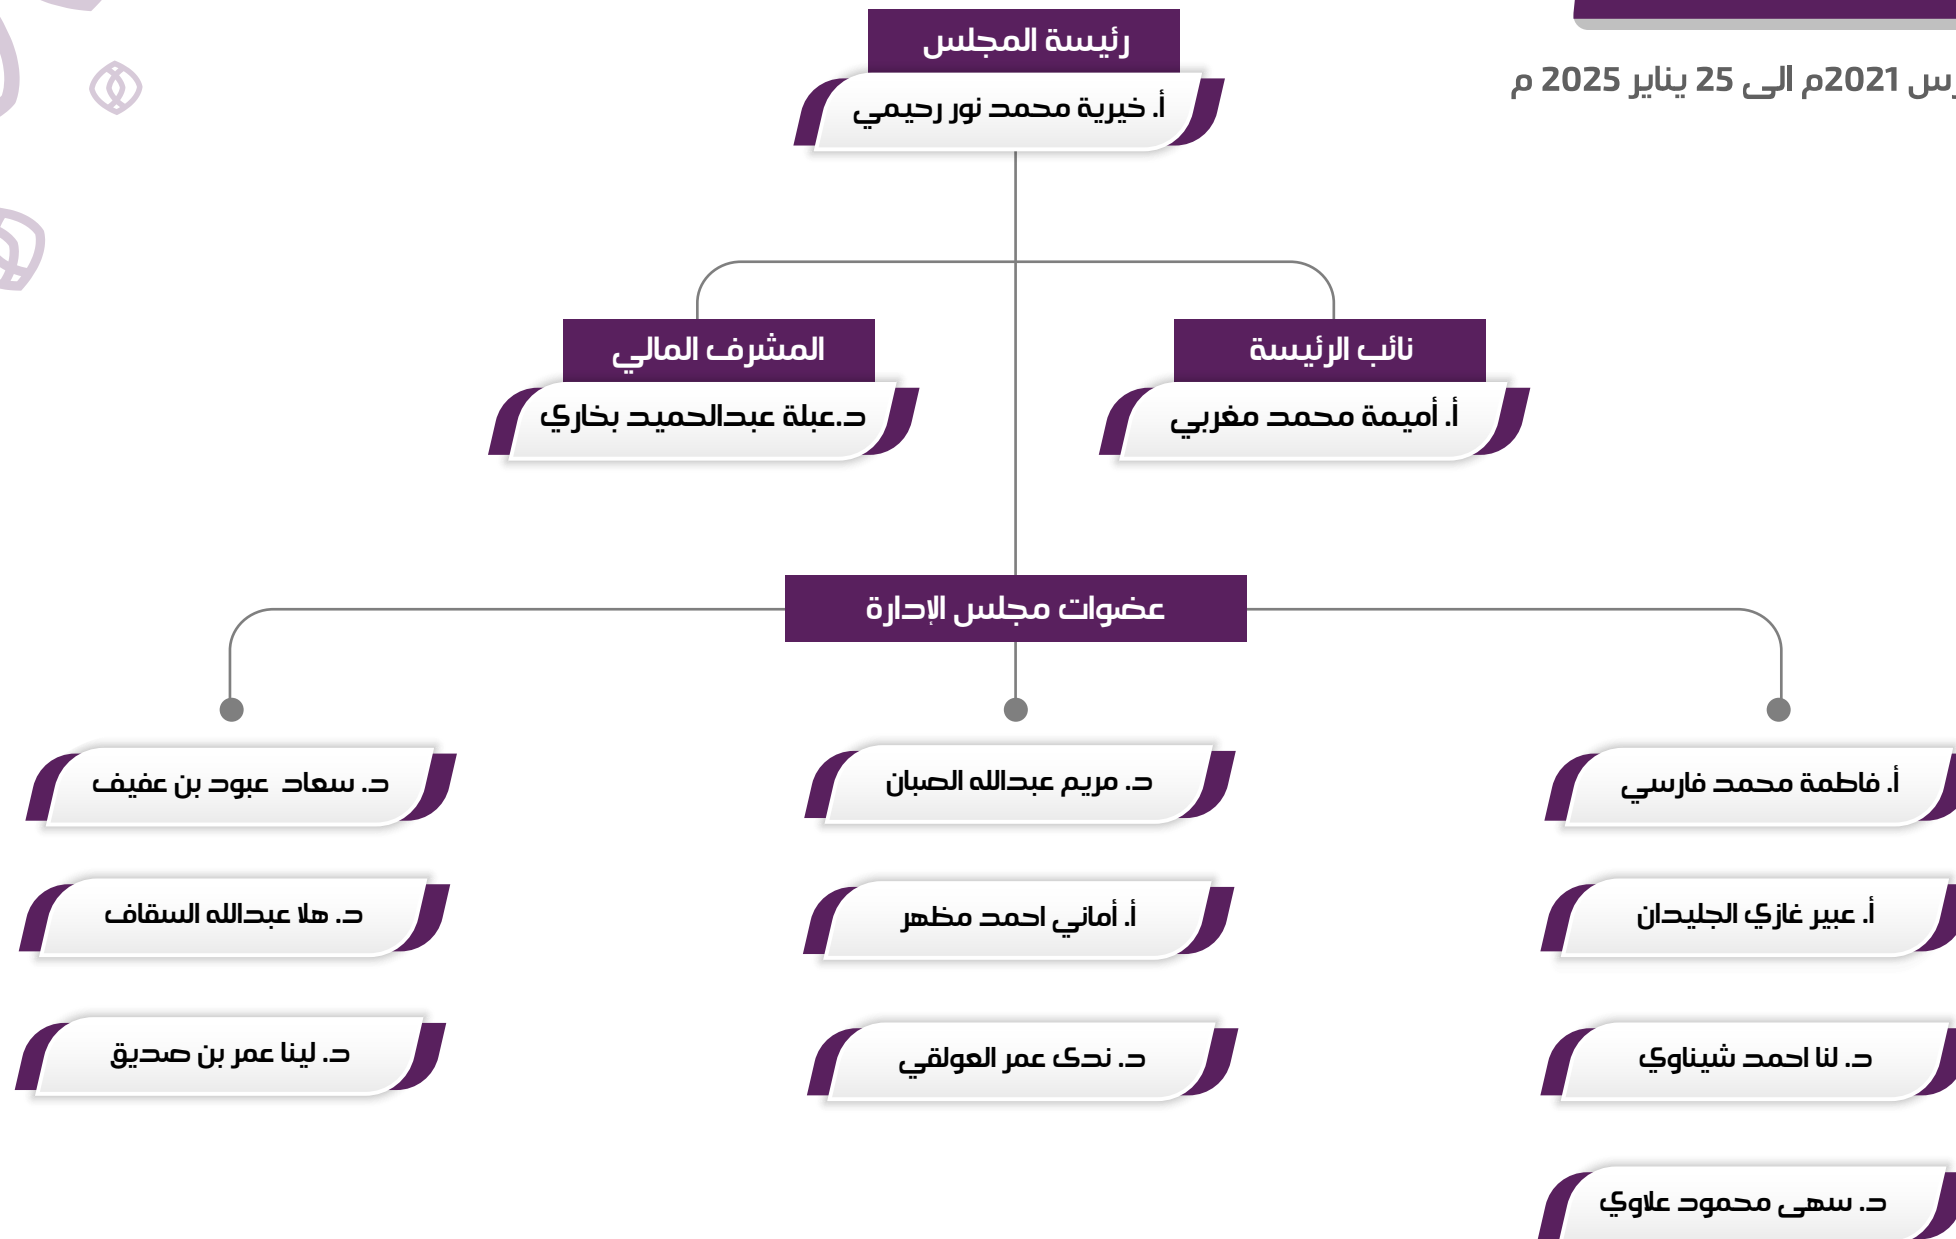 رئيسة المجلس
أ. خيرية محمد نور رحيمي
2021م الى 25 يناير 2025 م
نائب الرئيسة
أ. أميمة محمد مغربي
المشرف المالي
د.عبلة عبدالحميد بخاري
عضوات مجلس الإدارة
أ. فاطمة محمد فارسي
د. مريم عبدالله الصبان
د. سعاد عبود بن عفيف
أ. عبير غازي الجليدان
أ. أماني احمد مظهر
د. هلا عبدالله السقاف
د. لنا احمد شيناوي
د. ندى عمر العولقي
د. لينا عمر بن صديق
د. سهى محمود علاوي